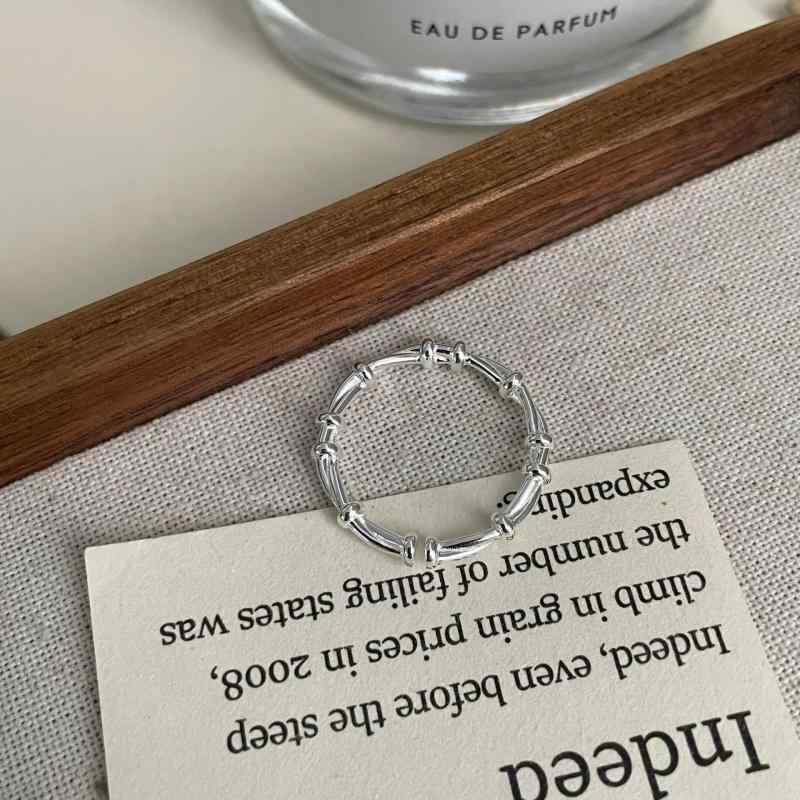 EAU DE PARFUM
Indeed
Indeed, even before the steep
climb in grain prices in 2008,
the number of failing states was
expanding